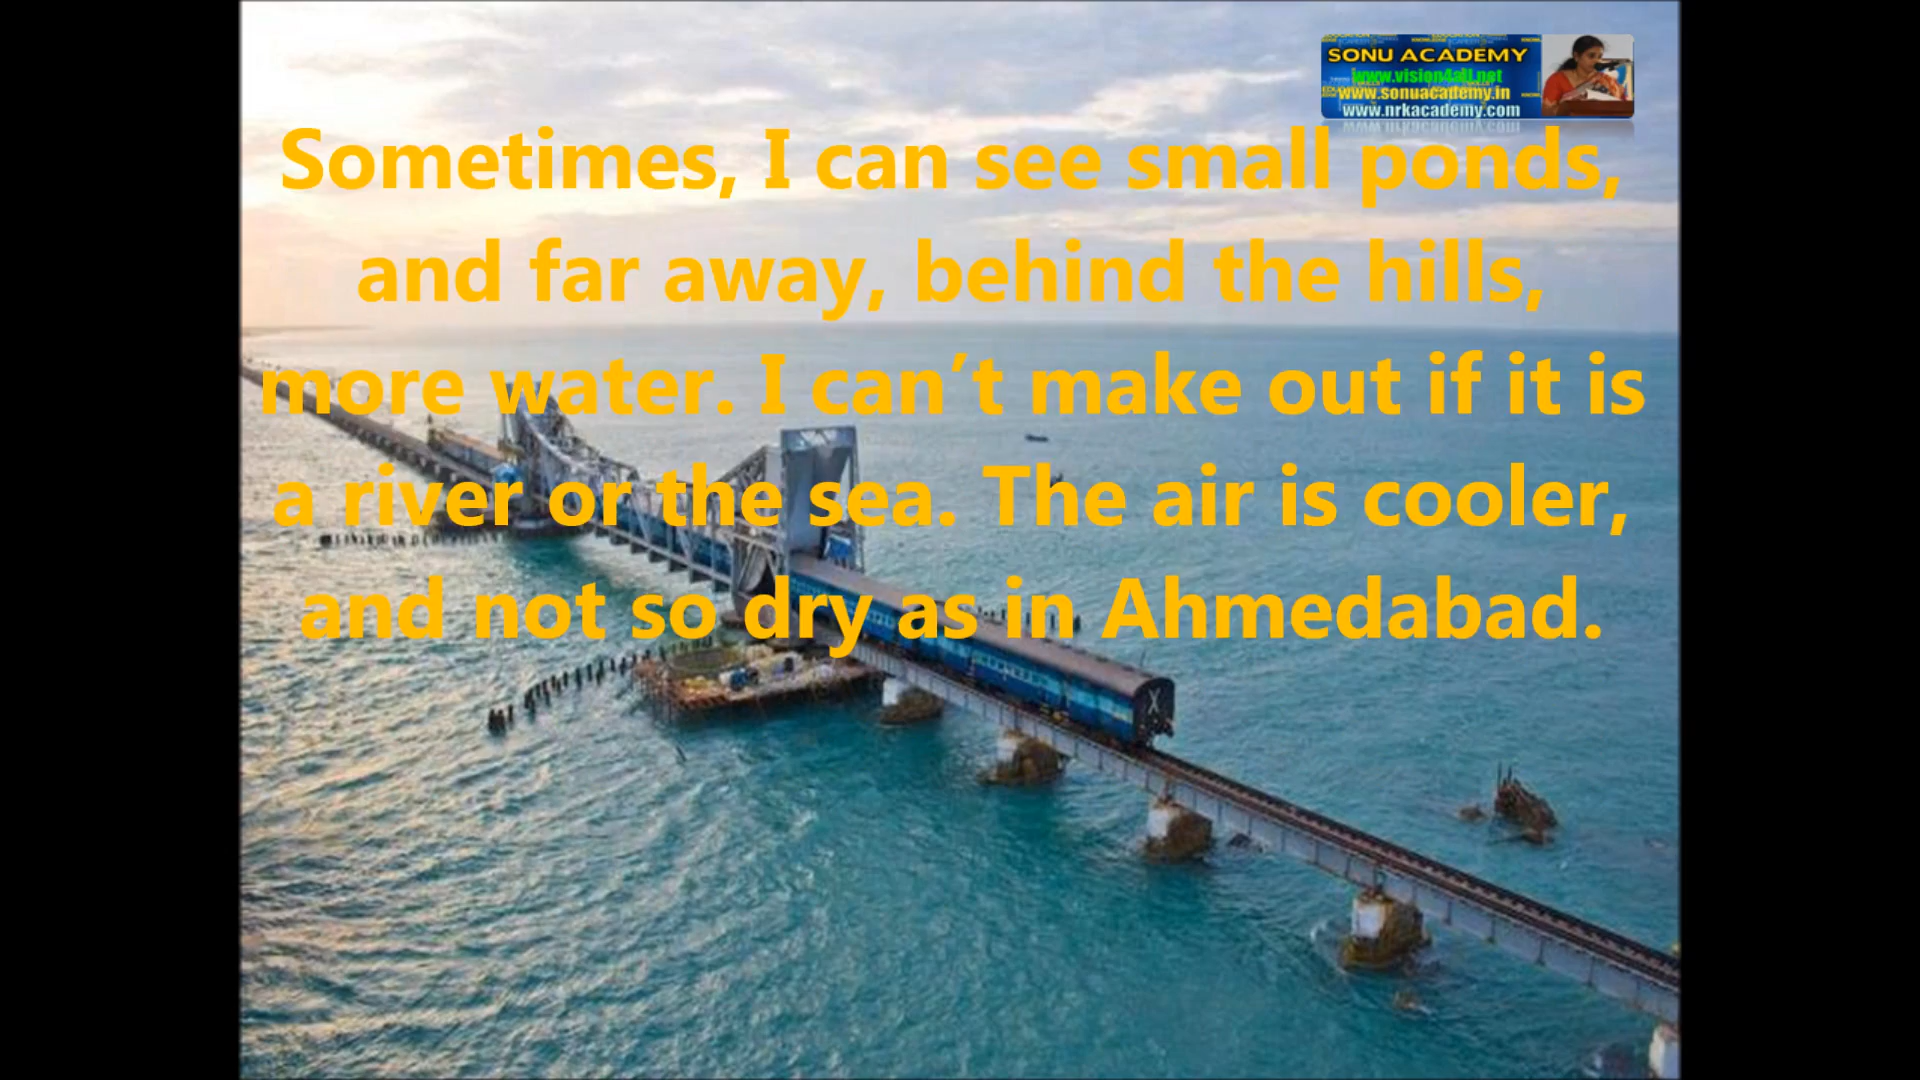 SONU ACADEMY
www.vision4all.net
www.sonuacademy.in
www.nrkacademy.com
Sometimes, I can see small ponds,
and far away, behind the hills,
more water. I can’t make out if it is
a river or the sea. The air is cooler,
and not so dry as in Ahmedabad.